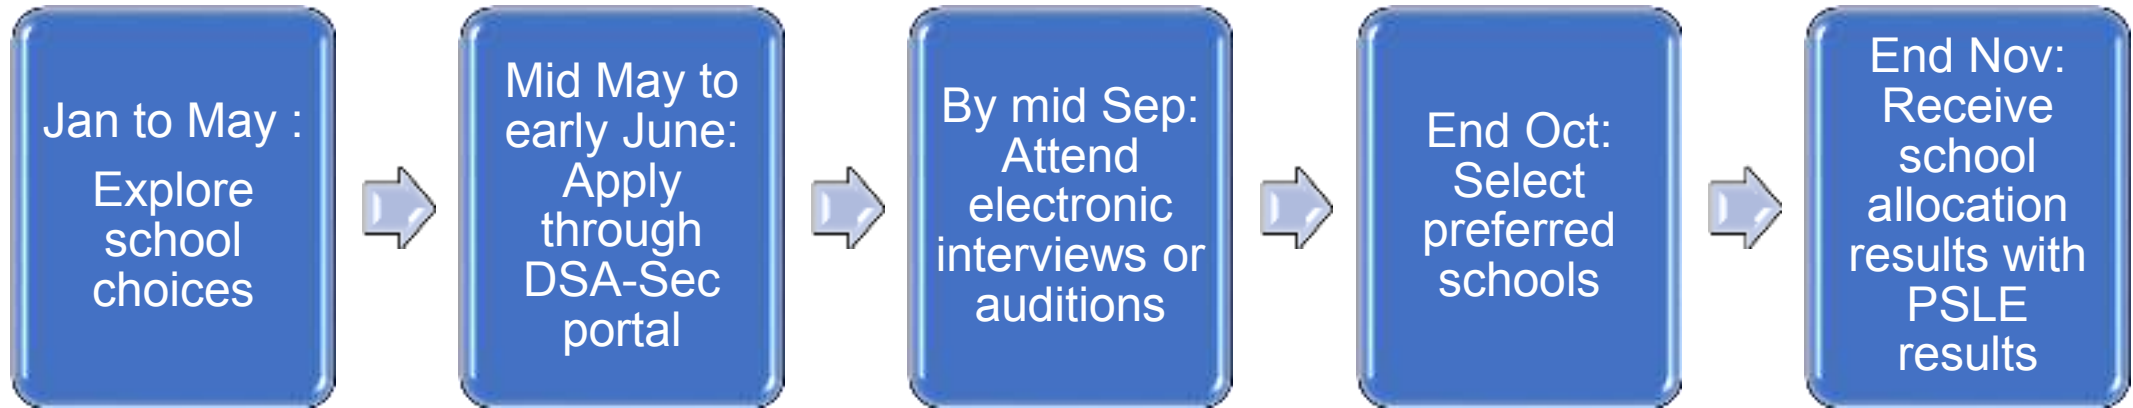 Jan to May :
Explore
school
choices
Mid May to
early June:
Apply
through
DSA-Sec
portal
By mid Sep:
Attend
electronic
interviews or
auditions
End Oct:
Select
preferred
schools
End Nov:
Receive
school
allocation
results with
PSLE
results